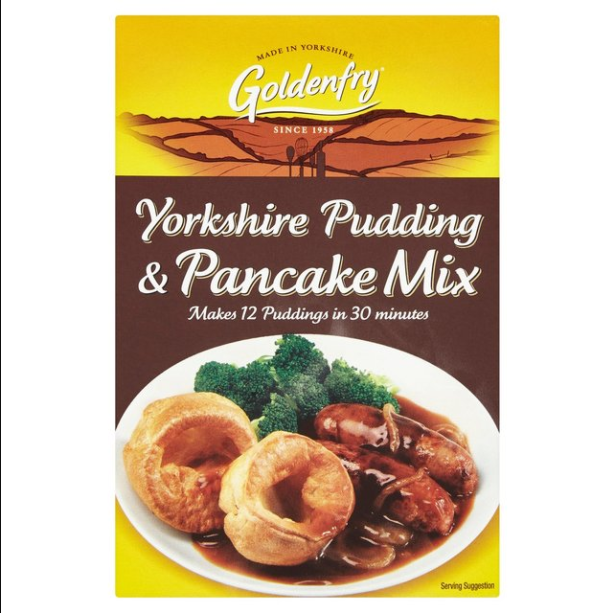 MADE IN YORKSHIRE
Goldenfry
SINCE 1958
Yorkshire Pudding
& Pancake Mix
Makes 12 Puddings in 30 minutes
Serving Suggestion